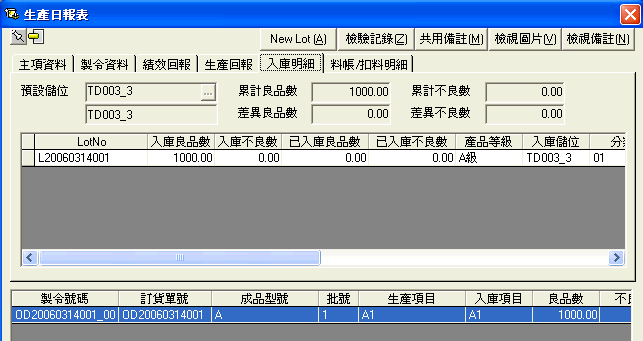 生產日報表
New Lot (A) 檢驗記錄(Z) 共用備註(M) 檢視圖片(V) 檢視備註(N)
主項資料 製令資料 績效回報 生產回報 入庫明細 料帳/扣料明細
預設儲位 TD003_3 ... 累計良品數 1000.00 累計不良數 0.00
TD003_3 差異良品數 0.00 差異不良數 0.00
LotNo 入庫良品數 入庫不良數 已入庫良品數 已入庫不良數 產品等級 入庫儲位
L20060314001 1000.00 0.00 0.00 0.00 A級 TD003_3 01
製令號碼 訂貨單號 成品型號 批號 生產項目 入庫項目 良品數
OD20060314001_00 OD20060314001 A 1 A1 A1 1000.00